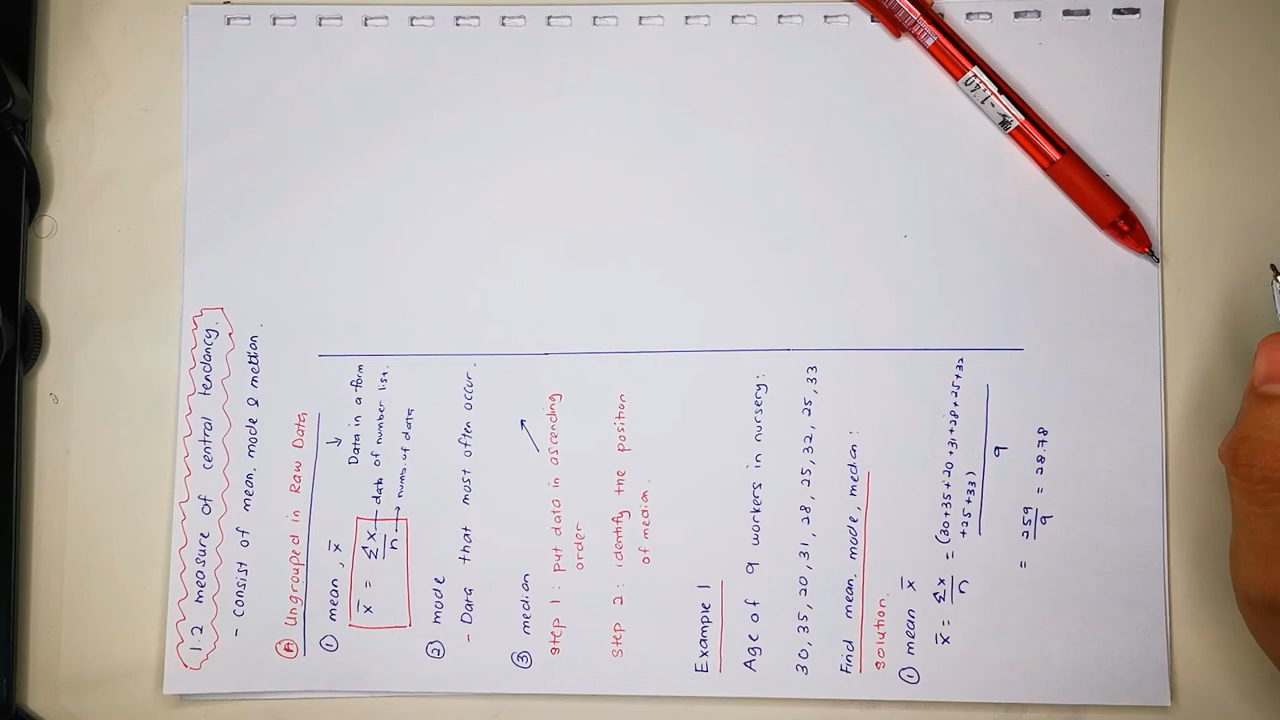 1.2 measure of central tendancy.
- consist of mean, mode & median.
(A) Ungrouped in Raw Data
↓
Data in a form of number list.
① mean, x̄
x̄ = Σx/n
data
numb. of data
② mode
- Data that most often occur.
③ median
step 1 : put data in ascending order
step 2 : identify the position of median.
Example 1
Age of 9 workers in nursery :
30, 35, 20, 31, 28, 25, 32, 25, 33
Find mean, mode, median :
solution.
① mean x̄
x̄ = Σx/n = (30+35+20+31+28+25+32
+25+33)
9
= 259/9 = 28.78